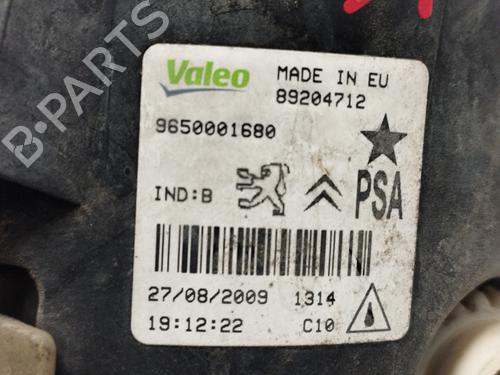 Valeo
MADE IN EU
89204712
9650001680
IND:B
PSA
27/08/2009 1314
19:12:22 C10
B-PARTS